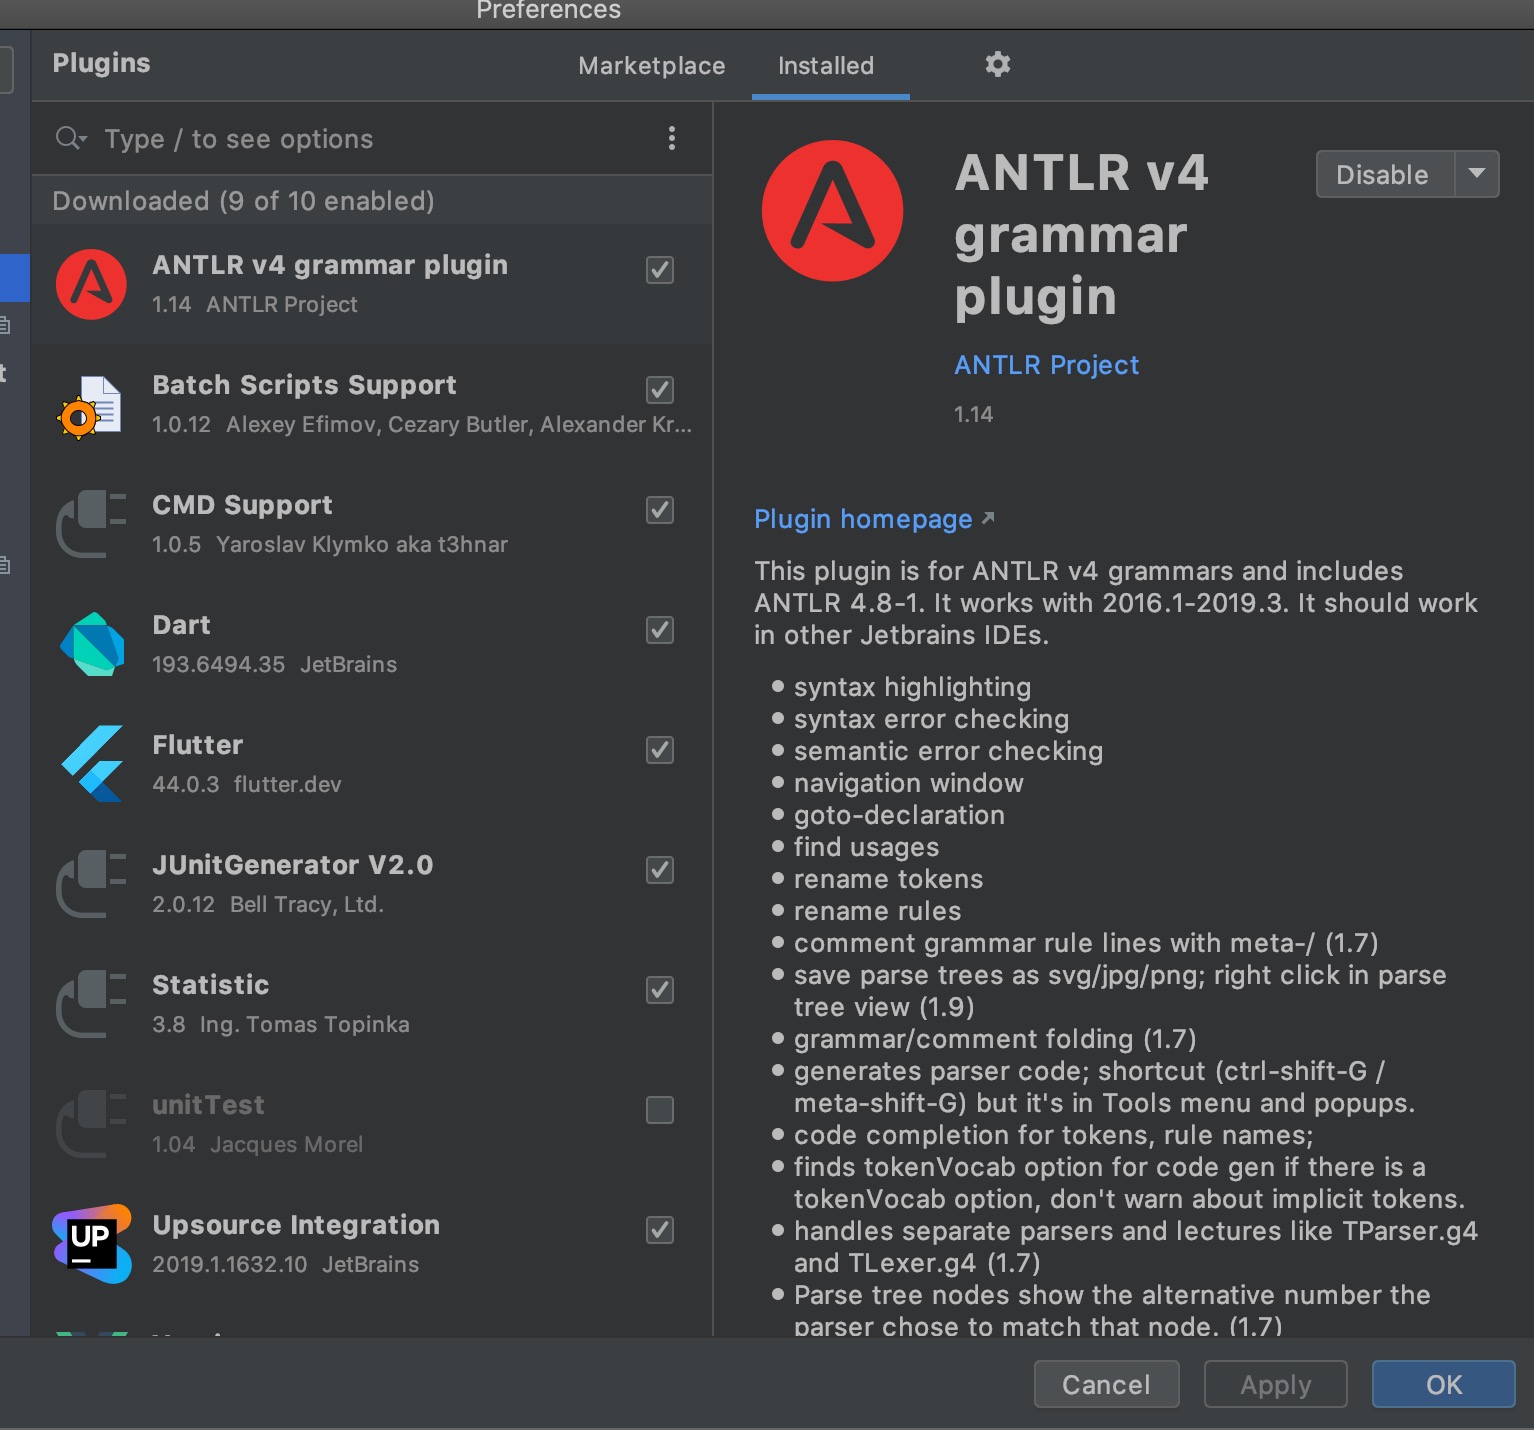 Preferences
Plugins
Marketplace
Installed
Type / to see options
Downloaded (9 of 10 enabled)
ANTLR v4 grammar plugin
1.14 ANTLR Project
Batch Scripts Support
1.0.12 Alexey Efimov, Cezary Butler, Alexander Kr...
CMD Support
1.0.5 Yaroslav Klymko aka t3hnar
Dart
193.6494.35 JetBrains
Flutter
44.0.3 flutter.dev
JUnitGenerator V2.0
2.0.12 Bell Tracy, Ltd.
Statistic
3.8 Ing. Tomas Topinka
unitTest
1.04 Jacques Morel
UP
Upsource Integration
2019.1.1632.10 JetBrains
ANTLR v4
grammar
plugin
Disable
ANTLR Project
1.14
Plugin homepage
This plugin is for ANTLR v4 grammars and includes
ANTLR 4.8-1. It works with 2016.1-2019.3. It should work
in other Jetbrains IDEs.
• syntax highlighting
• syntax error checking
• semantic error checking
• navigation window
• goto-declaration
• find usages
• rename tokens
• rename rules
• comment grammar rule lines with meta-/ (1.7)
• save parse trees as svg/jpg/png; right click in parse
tree view (1.9)
• grammar/comment folding (1.7)
• generates parser code; shortcut (ctrl-shift-G /
meta-shift-G) but it's in Tools menu and popups.
• code completion for tokens, rule names;
• finds tokenVocab option for code gen if there is a
tokenVocab option, don't warn about implicit tokens.
• handles separate parsers and lectures like TParser.g4
and TLexer.g4 (1.7)
• Parse tree nodes show the alternative number the
parser chose to match that node. (1.7)
Cancel
Apply
OK